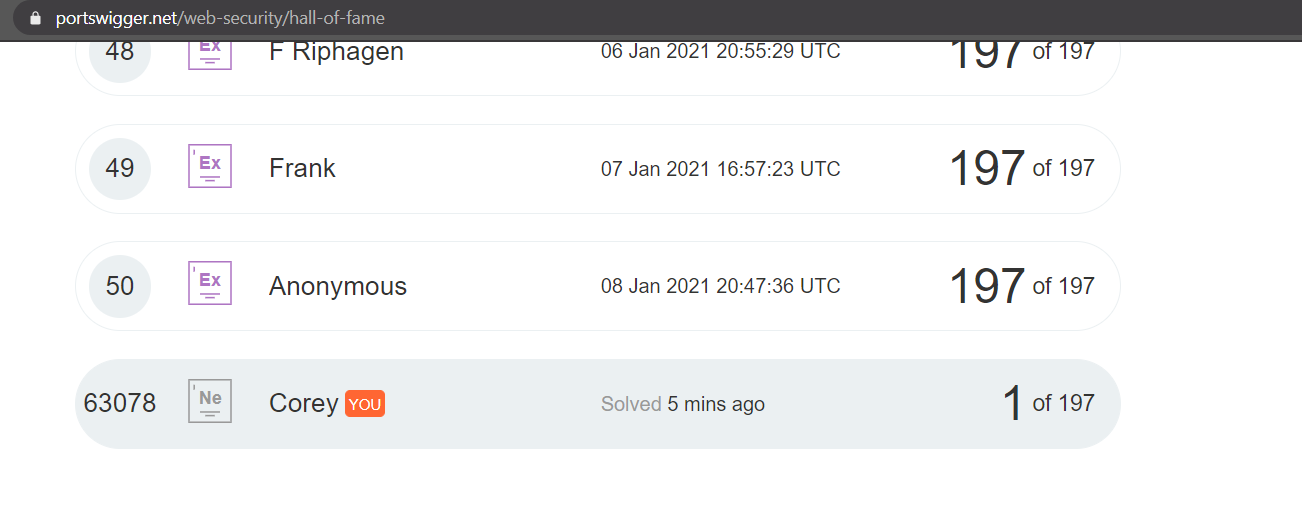 portswigger.net/web-security/hall-of-fame
48 Ex F Riphagen 06 Jan 2021 20:55:29 UTC 197 of 197
49 Ex Frank 07 Jan 2021 16:57:23 UTC 197 of 197
50 Ex Anonymous 08 Jan 2021 20:47:36 UTC 197 of 197
63078 Ne Corey YOU Solved 5 mins ago 1 of 197